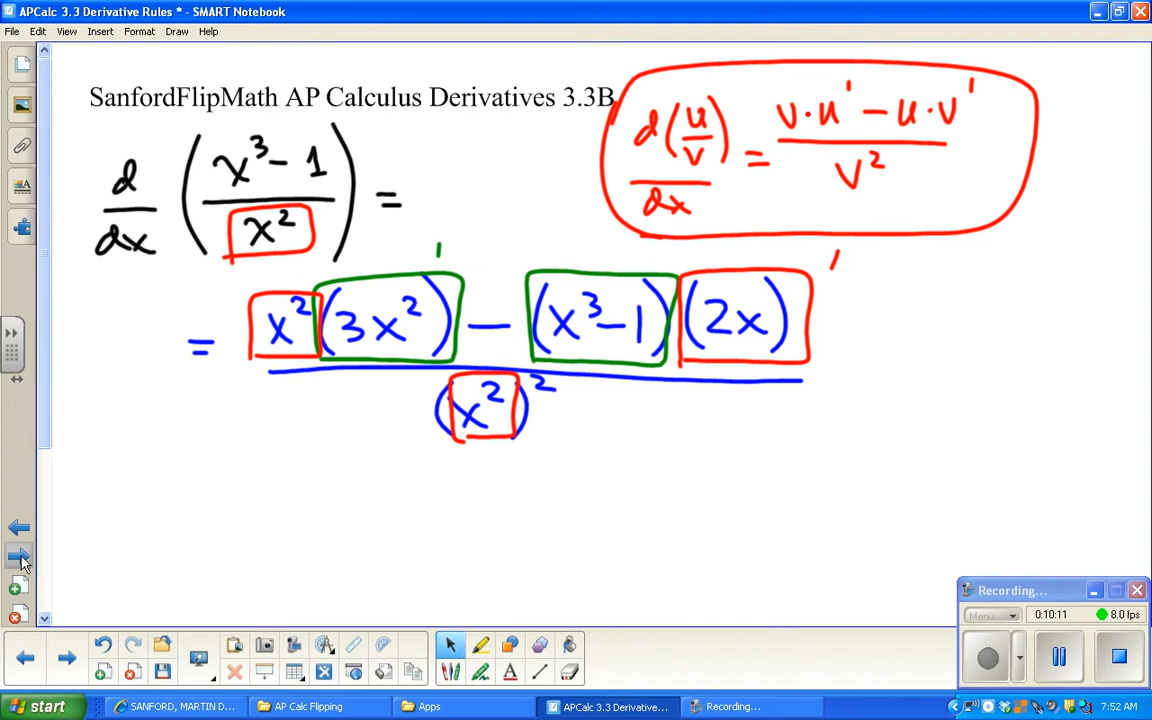 APCalc 3.3 Derivative Rules * - SMART Notebook
File Edit View Insert Format Draw Help
SanfordFlipMath AP Calculus Derivatives 3.3B
d/dx (u/v) = (v·u' − u·v')/v²
d/dx ((x³−1)/x²) =
= (x²(3x²)' − (x³−1)(2x)')/(x²)²
Recording...
Menu 0:10:11 8.0 fps
start SANFORD, MARTIN D... AP Calc Flipping Apps APCalc 3.3 Derivative... Recording... 7:52 AM